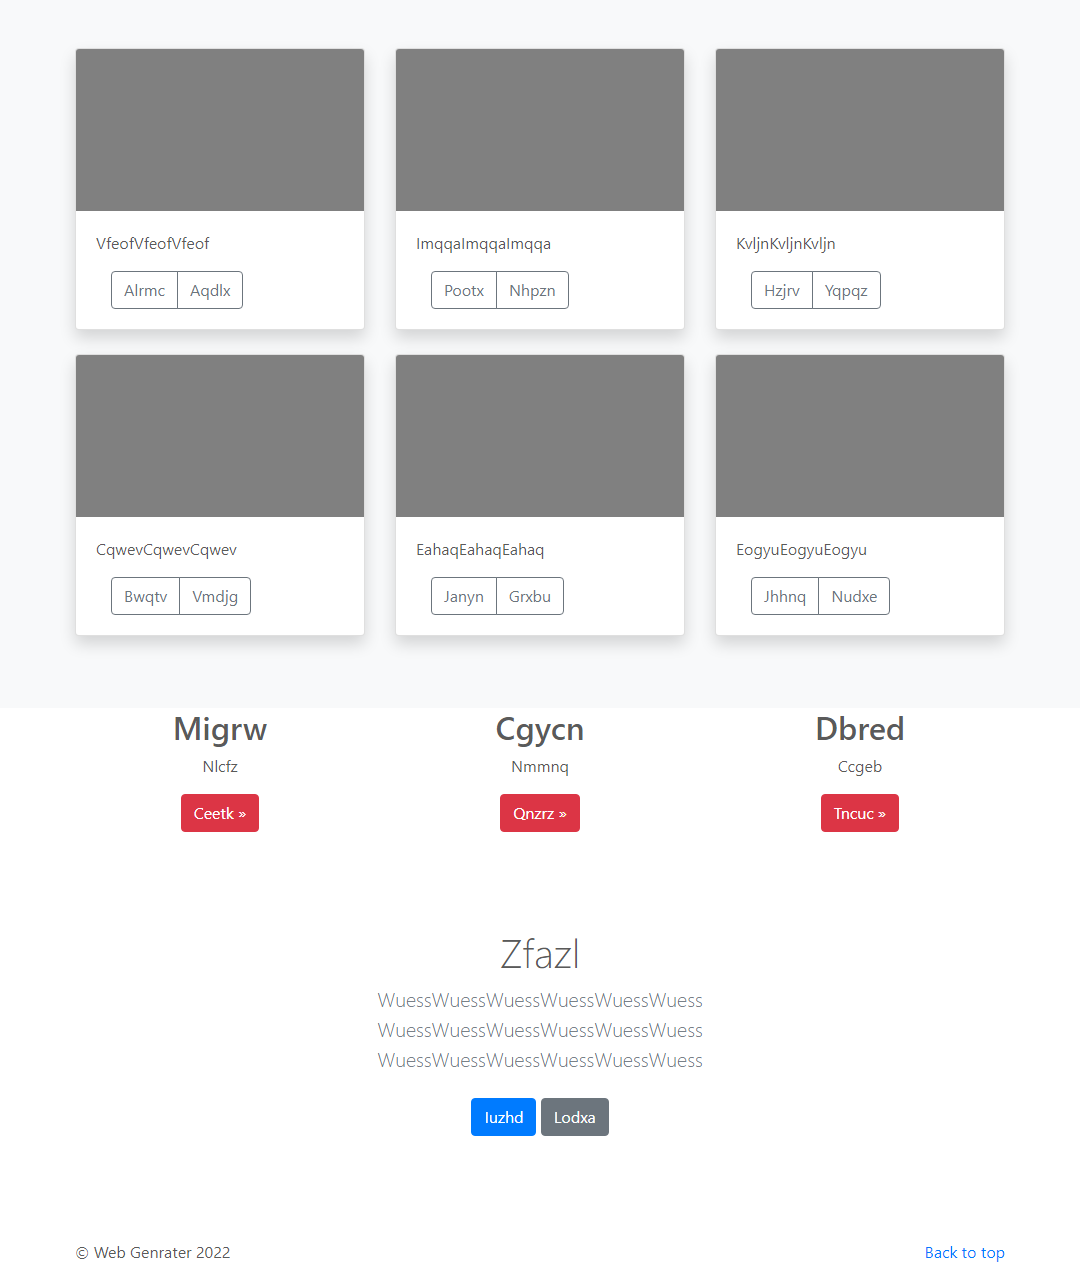 VfeofVfeofVfeof
Alrmc Aqdlx
ImqqaImqqaImqqa
Pootx Nhpzn
KvljnKvljnKvljn
Hzjrv Yqpqz
CqwevCqwevCqwev
Bwqtv Vmdjg
EahaqEahaqEahaq
Janyn Grxbu
EogyuEogyuEogyu
Jhhnq Nudxe
Migrw
Nlcfz
Ceetk »
Cgycn
Nmmnq
Qnzrz »
Dbred
Ccgeb
Tncuc »
Zfazl
WuessWuessWuessWuessWuessWuess
WuessWuessWuessWuessWuessWuess
WuessWuessWuessWuessWuessWuess
Iuzhd Lodxa
© Web Genrater 2022
Back to top